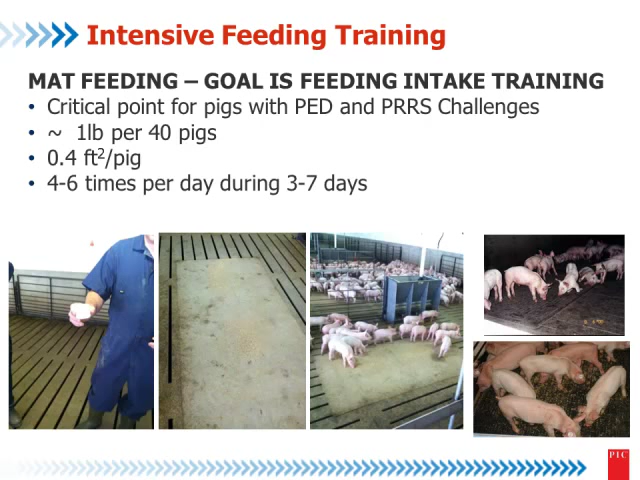 Intensive Feeding Training
MAT FEEDING – GOAL IS FEEDING INTAKE TRAINING
• Critical point for pigs with PED and PRRS Challenges
• ~ 1lb per 40 pigs
• 0.4 ft²/pig
• 4-6 times per day during 3-7 days
PIC